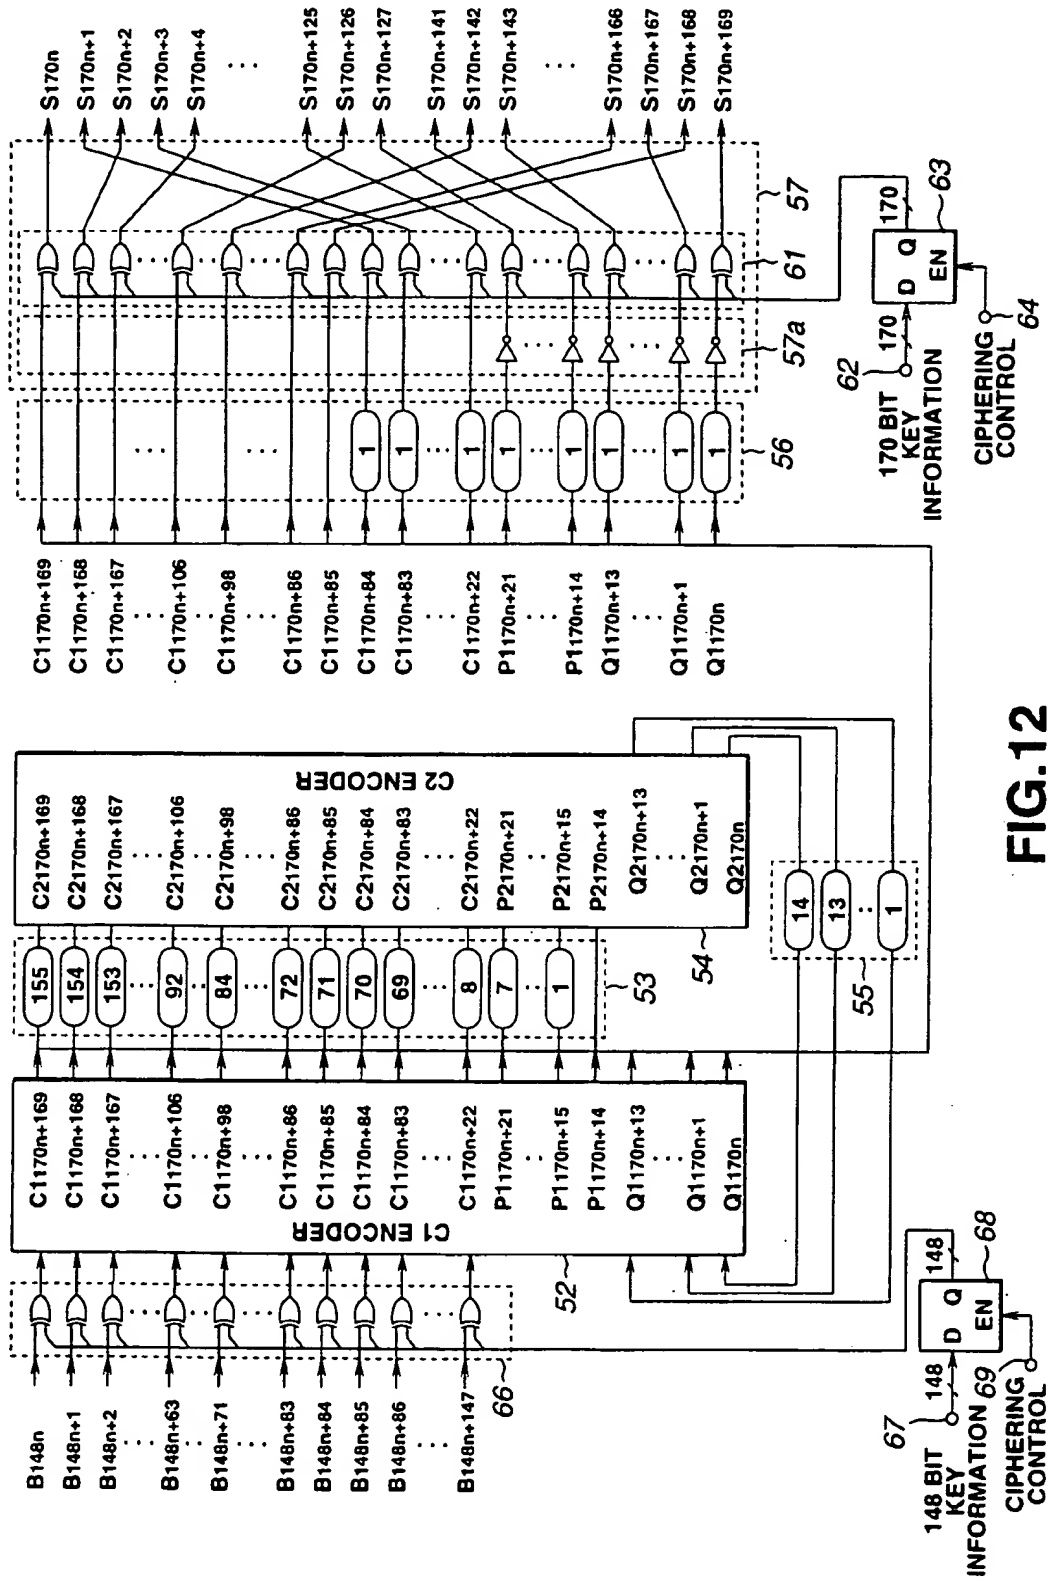 B148n
B148n+1
B148n+2
B148n+63
B148n+71
B148n+83
B148n+84
B148n+85
B148n+86
B148n+147
66
148 BIT
KEY
INFORMATION
67
148
D Q
EN
148
68
69
CIPHERING
CONTROL
C1 ENCODER
52
C1170n+169
C1170n+168
C1170n+167
C1170n+106
C1170n+98
C1170n+86
C1170n+85
C1170n+84
C1170n+83
C1170n+22
P1170n+21
P1170n+15
P1170n+14
Q1170n+13
Q1170n+1
Q1170n
155
154
153
92
84
72
71
70
69
8
7
1
53
C2170n+169
C2170n+168
C2170n+167
C2170n+106
C2170n+98
C2170n+86
C2170n+85
C2170n+84
C2170n+83
C2170n+22
P2170n+21
P2170n+15
P2170n+14
Q2170n+13
Q2170n+1
Q2170n
C2 ENCODER
54
14
13
1
55
C1170n+169
C1170n+168
C1170n+167
C1170n+106
C1170n+98
C1170n+86
C1170n+85
C1170n+84
C1170n+83
C1170n+22
P1170n+21
P1170n+14
Q1170n+13
Q1170n+1
Q1170n
1
1
1
1
1
1
1
1
56
57a
61
57
S170n
S170n+1
S170n+2
S170n+3
S170n+4
S170n+125
S170n+126
S170n+127
S170n+141
S170n+142
S170n+143
S170n+166
S170n+167
S170n+168
S170n+169
170 BIT
KEY
INFORMATION
62
170
D Q
EN
170
63
64
CIPHERING
CONTROL
FIG.12